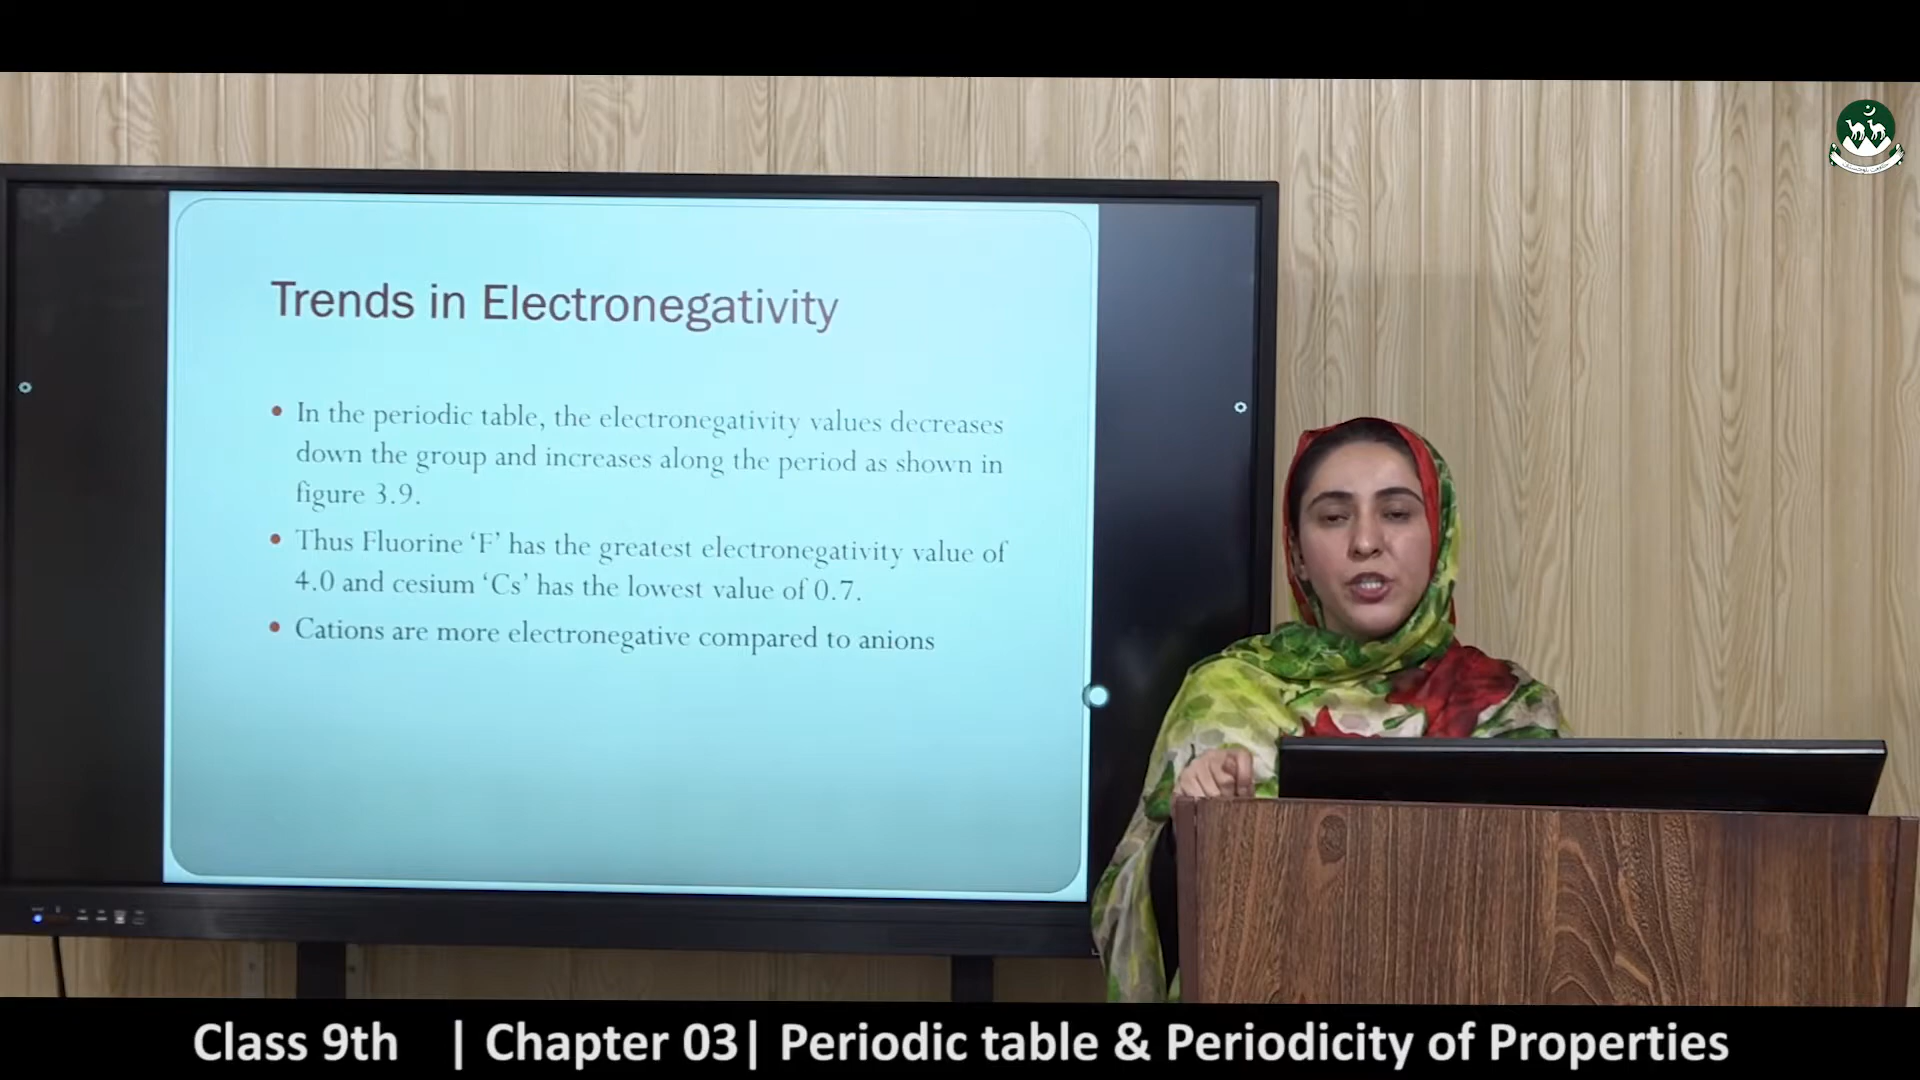 Trends in Electronegativity
• In the periodic table, the electronegativity values decreases
down the group and increases along the period as shown in
figure 3.9.
• Thus Fluorine ‘F’ has the greatest electronegativity value of
4.0 and cesium ‘Cs’ has the lowest value of 0.7.
• Cations are more electronegative compared to anions
Class 9th | Chapter 03| Periodic table & Periodicity of Properties